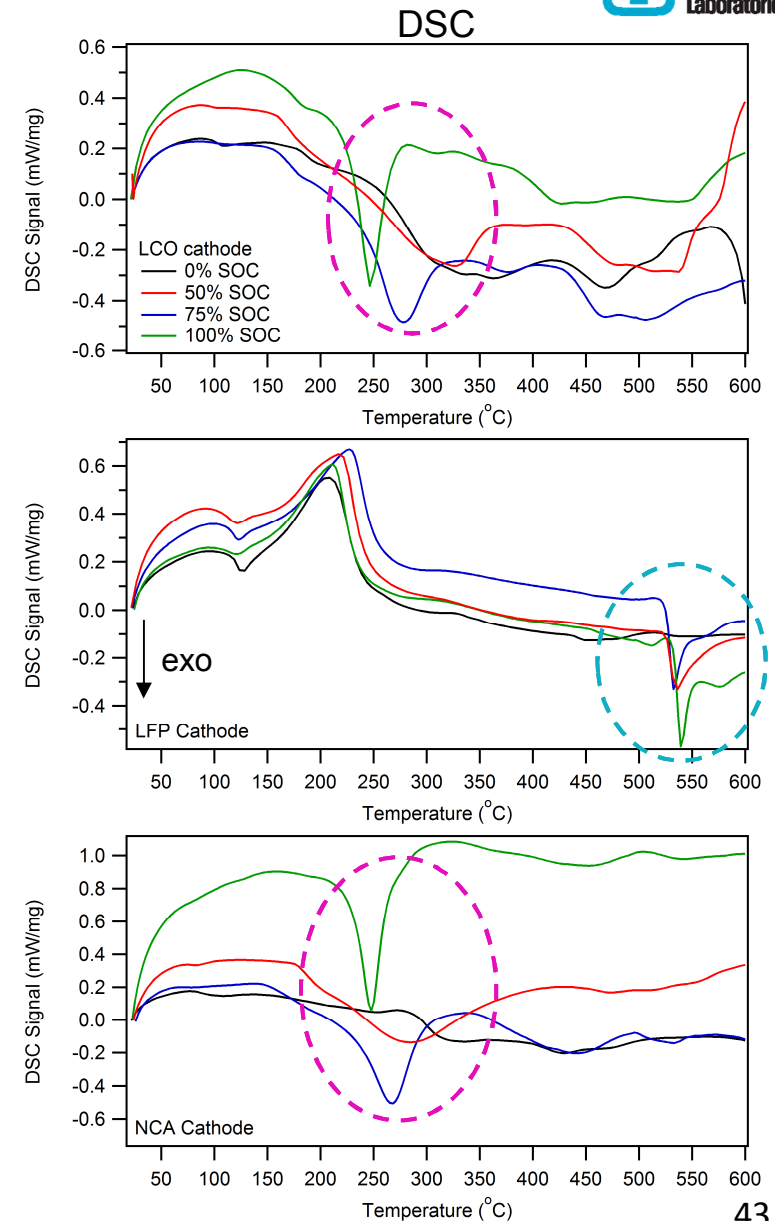 DSC
DSC Signal (mW/mg)
0.6
0.4
0.2
0.0
-0.2
-0.4
-0.6
LCO cathode
0% SOC
50% SOC
75% SOC
100% SOC
50 100 150 200 250 300 350 400 450 500 550 600
Temperature (°C)
DSC Signal (mW/mg)
0.6
0.4
0.2
0.0
-0.2
-0.4
exo
LFP Cathode
50 100 150 200 250 300 350 400 450 500 550 600
Temperature (°C)
DSC Signal (mW/mg)
1.0
0.8
0.6
0.4
0.2
0.0
-0.2
-0.4
-0.6
NCA Cathode
50 100 150 200 250 300 350 400 450 500 550 600
Temperature (°C)
43